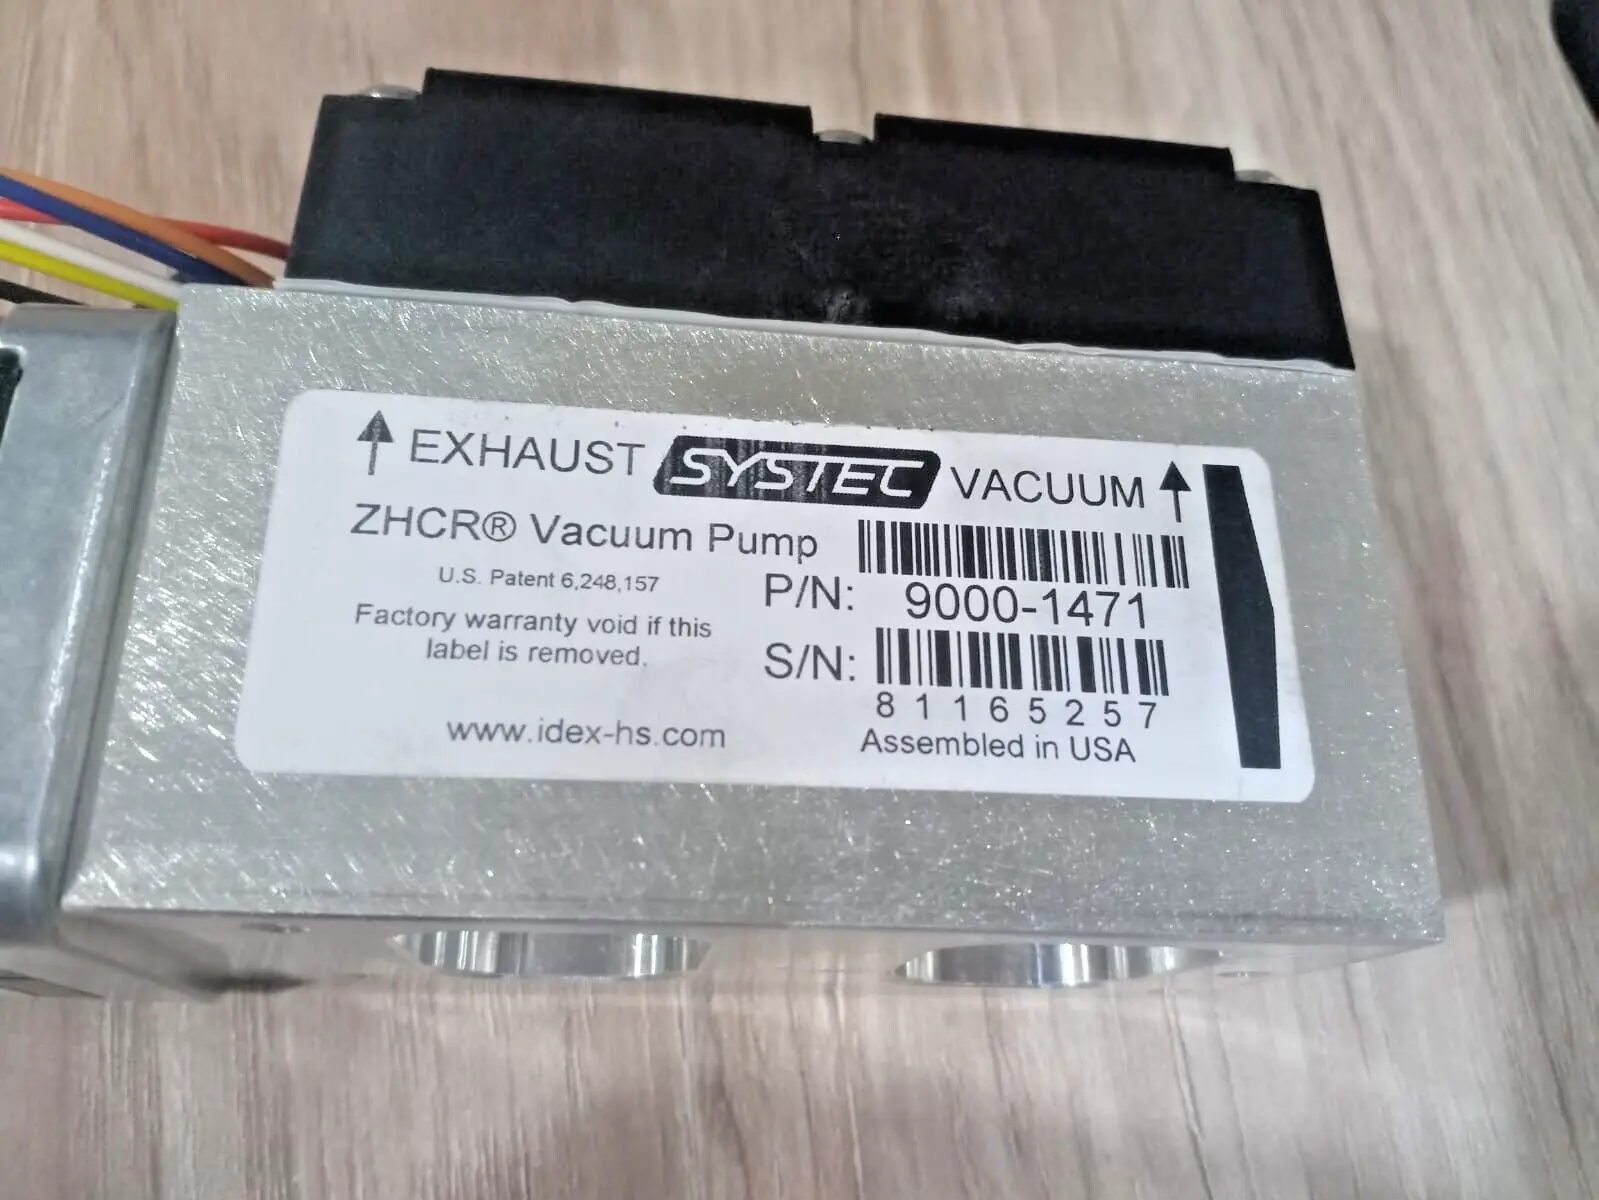 EXHAUST SYSTEC VACUUM
ZHCR® Vacuum Pump
U.S. Patent 6,248,157
P/N: 9000-1471
Factory warranty void if this
label is removed.
S/N: 81165257
www.idex-hs.com
Assembled in USA